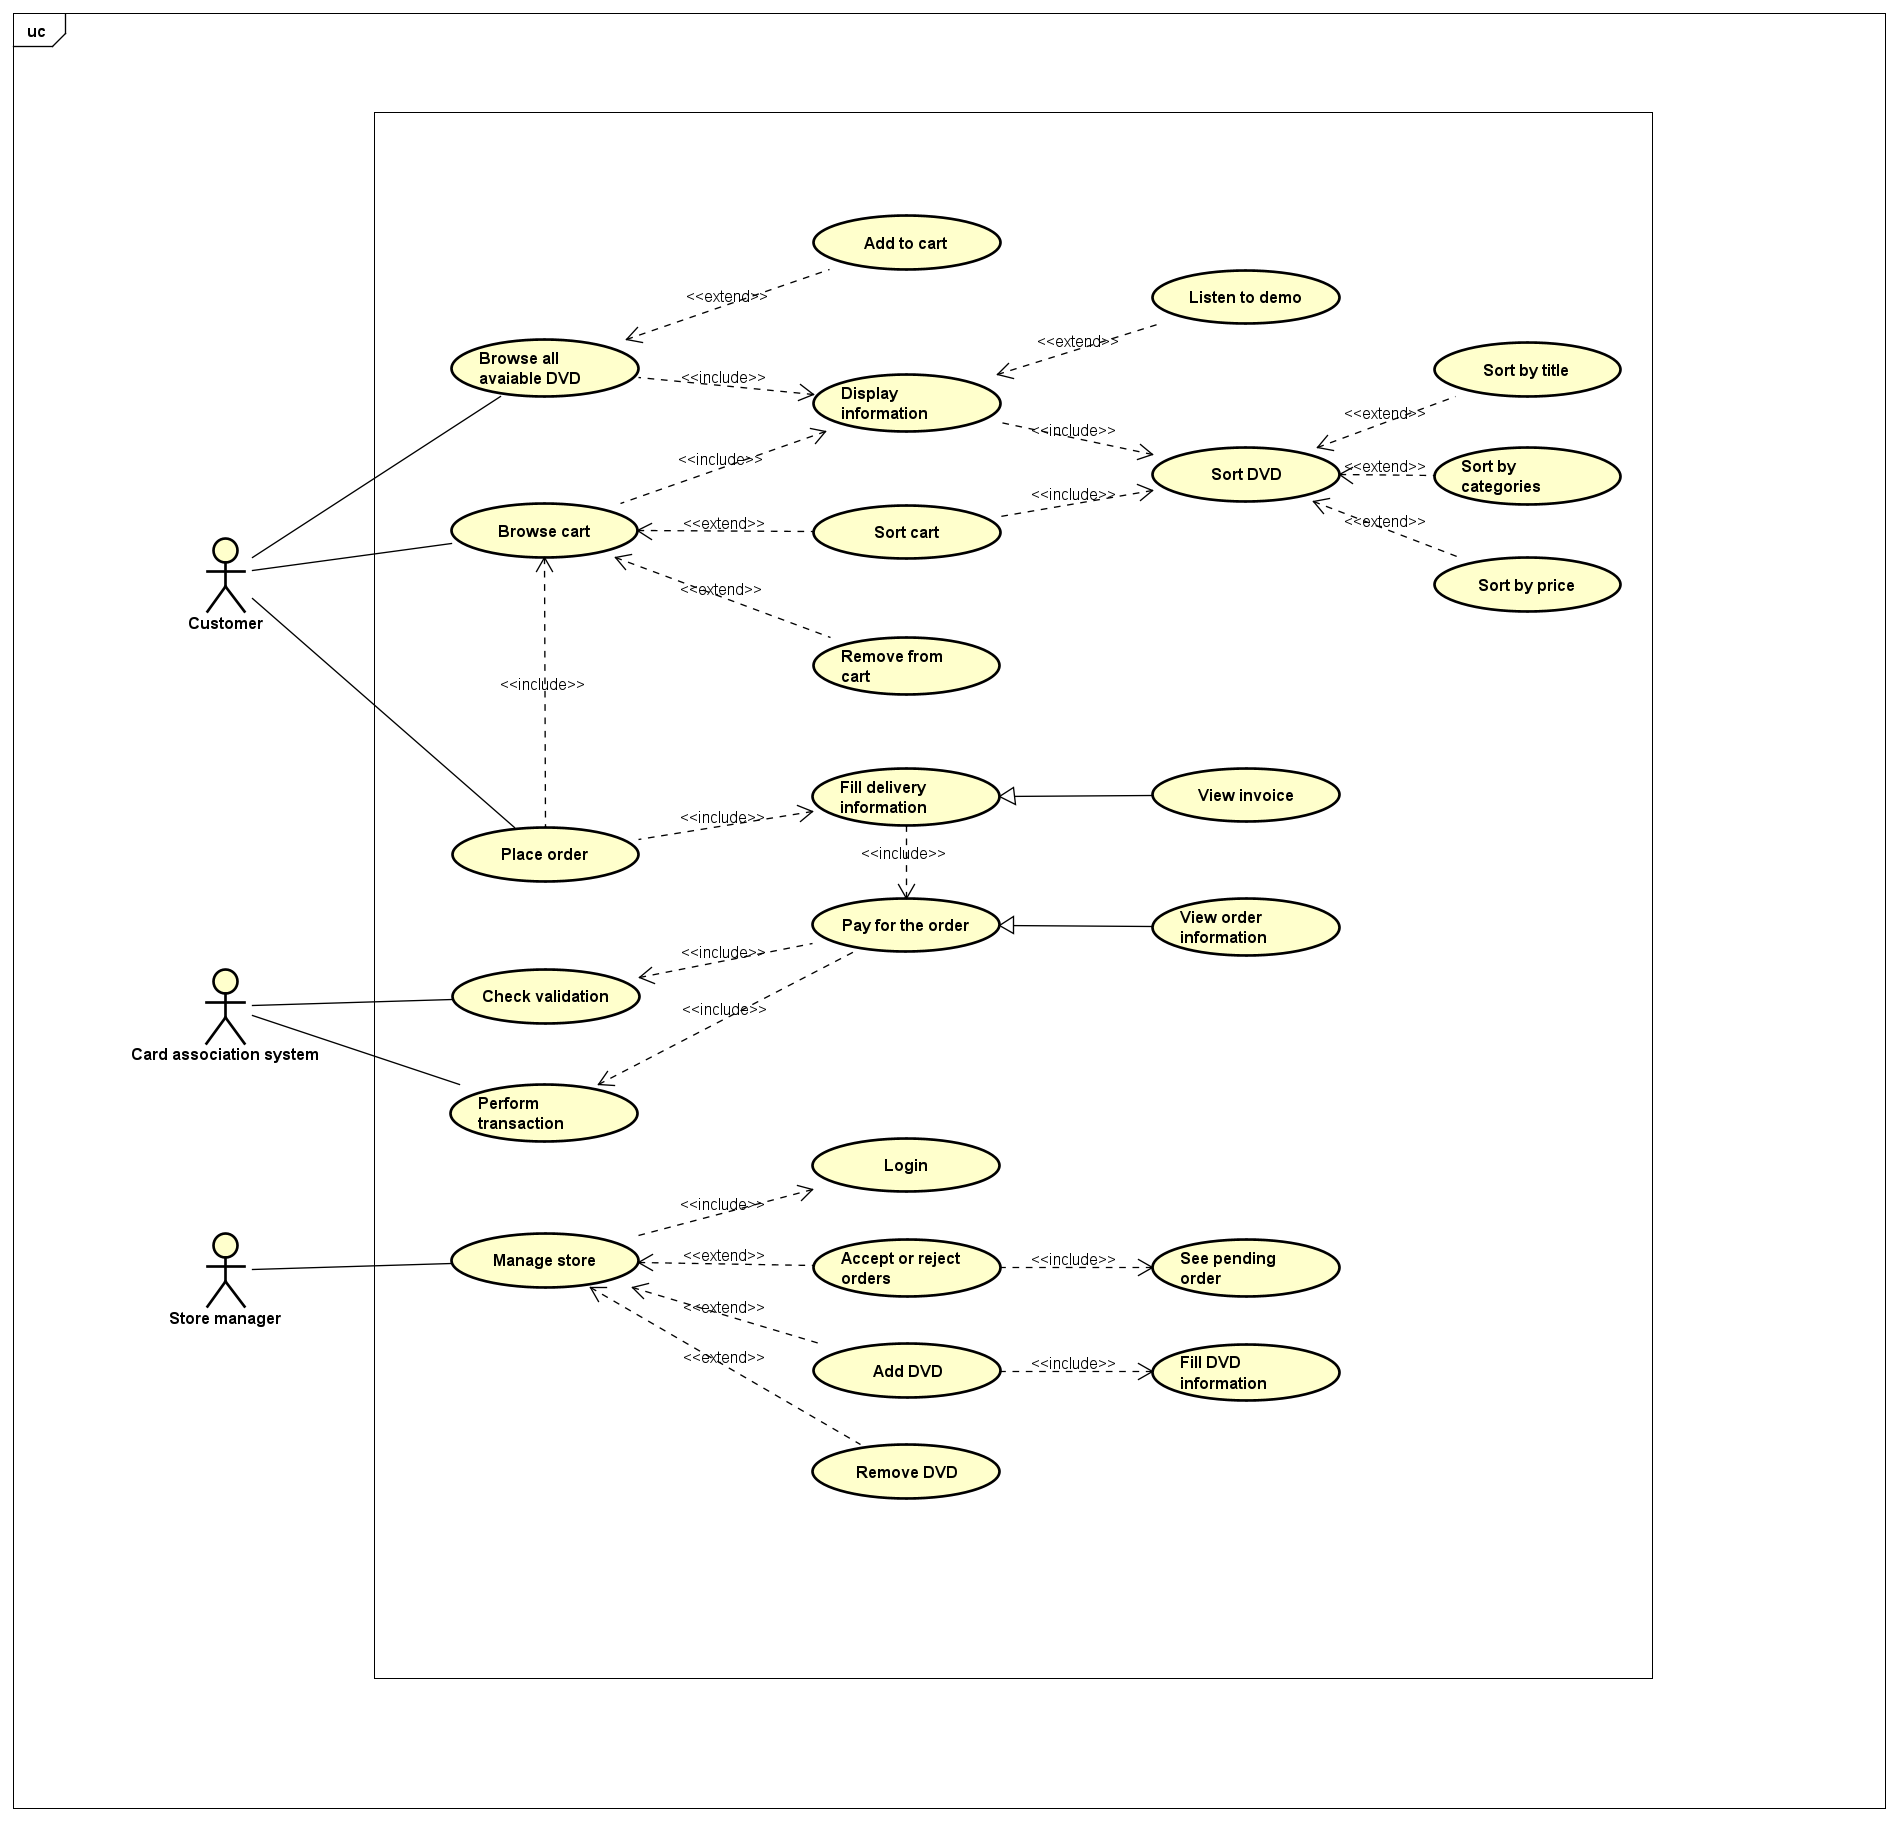 uc
Add to cart
<<extend>>
Listen to demo
<<extend>>
Browse all
avaiable DVD
<<include>>
Display
information
Sort by title
<<extend>>
<<include>>
<<include>>
Sort DVD
<<extend>>
Sort by
categories
Browse cart
<<extend>>
Sort cart
<<include>>
<<extend>>
Sort by price
<<extend>>
Customer
Remove from
cart
<<include>>
Fill delivery
information
View invoice
<<include>>
Place order
<<include>>
Pay for the order
View order
information
<<include>>
Check validation
<<include>>
Card association system
Perform
transaction
Login
<<include>>
Manage store
<<extend>>
Accept or reject
orders
<<include>>
See pending
order
Store manager
<<extend>>
<<extend>>
Add DVD
<<include>>
Fill DVD
information
Remove DVD